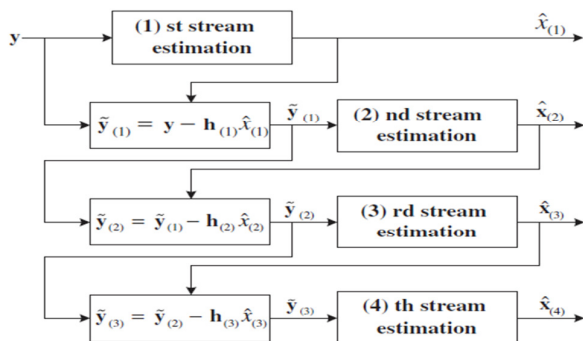 (1) st stream
estimation
x̂₍₁₎
y
ỹ₍₁₎ = y − h₍₁₎x̂₍₁₎
ỹ₍₁₎
(2) nd stream
estimation
x̂₍₂₎
ỹ₍₂₎ = ỹ₍₁₎ − h₍₂₎x̂₍₂₎
ỹ₍₂₎
(3) rd stream
estimation
x̂₍₃₎
ỹ₍₃₎ = ỹ₍₂₎ − h₍₃₎x̂₍₃₎
ỹ₍₃₎
(4) th stream
estimation
x̂₍₄₎